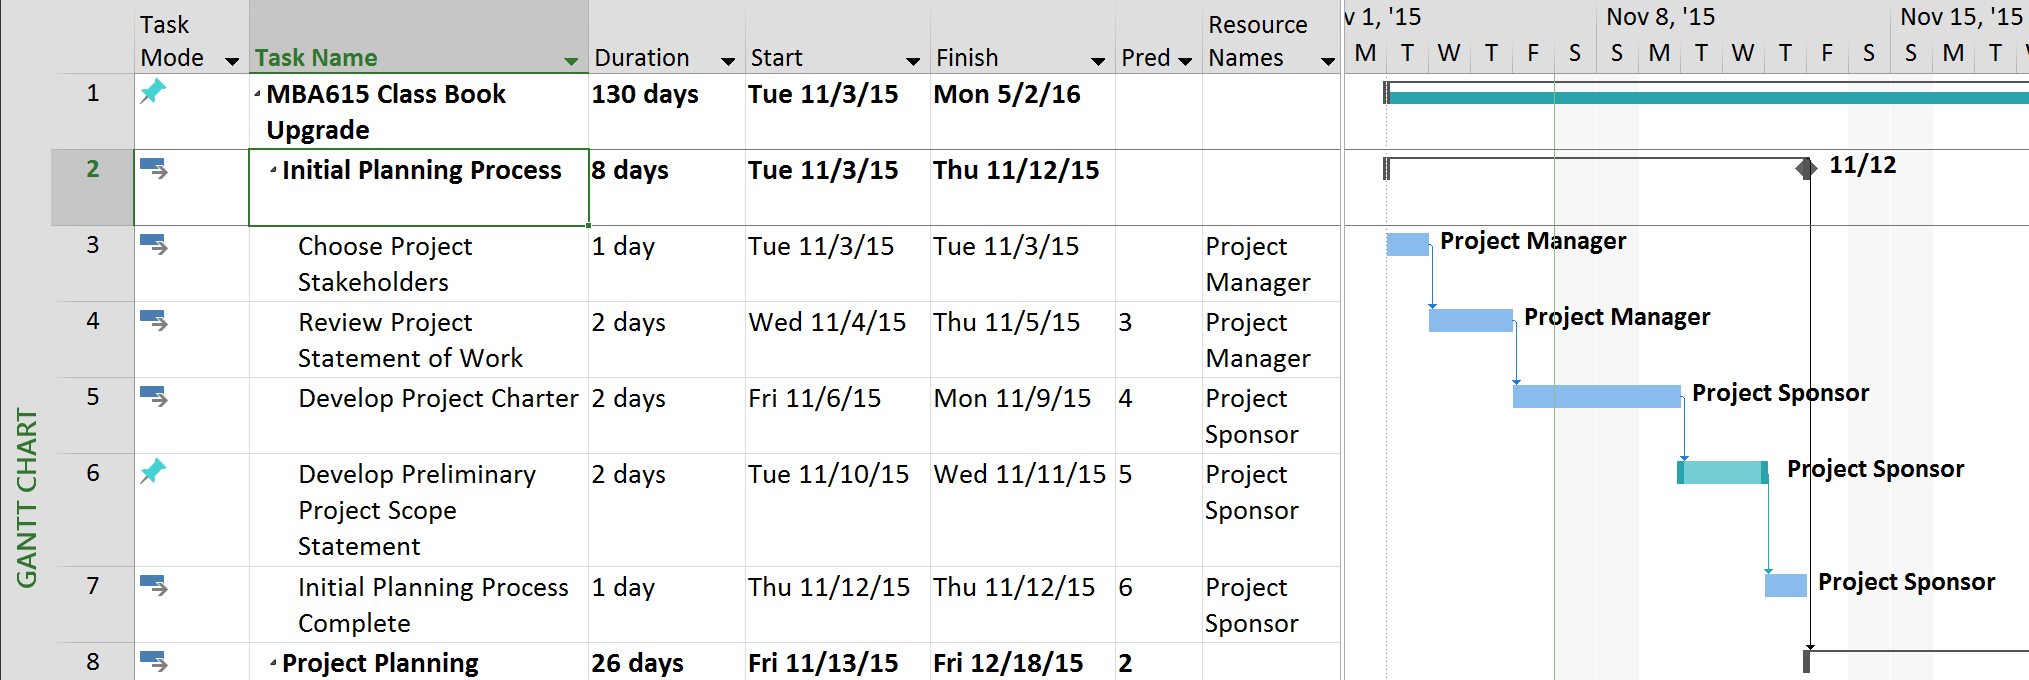 Task Mode
Task Name
Duration
Start
Finish
Pred
Resource Names
v 1, '15
Nov 8, '15
Nov 15, '15
M T W T F S S M T W T F S S M T
1
MBA615 Class Book
Upgrade
130 days
Tue 11/3/15
Mon 5/2/16
2
Initial Planning Process
8 days
Tue 11/3/15
Thu 11/12/15
11/12
3
Choose Project
Stakeholders
1 day
Tue 11/3/15
Tue 11/3/15
Project
Manager
Project Manager
4
Review Project
Statement of Work
2 days
Wed 11/4/15
Thu 11/5/15
3
Project
Manager
Project Manager
5
Develop Project Charter
2 days
Fri 11/6/15
Mon 11/9/15
4
Project
Sponsor
Project Sponsor
6
Develop Preliminary
Project Scope
Statement
2 days
Tue 11/10/15
Wed 11/11/15
5
Project
Sponsor
Project Sponsor
7
Initial Planning Process
Complete
1 day
Thu 11/12/15
Thu 11/12/15
6
Project
Sponsor
Project Sponsor
8
Project Planning
26 days
Fri 11/13/15
Fri 12/18/15
2
GANTT CHART